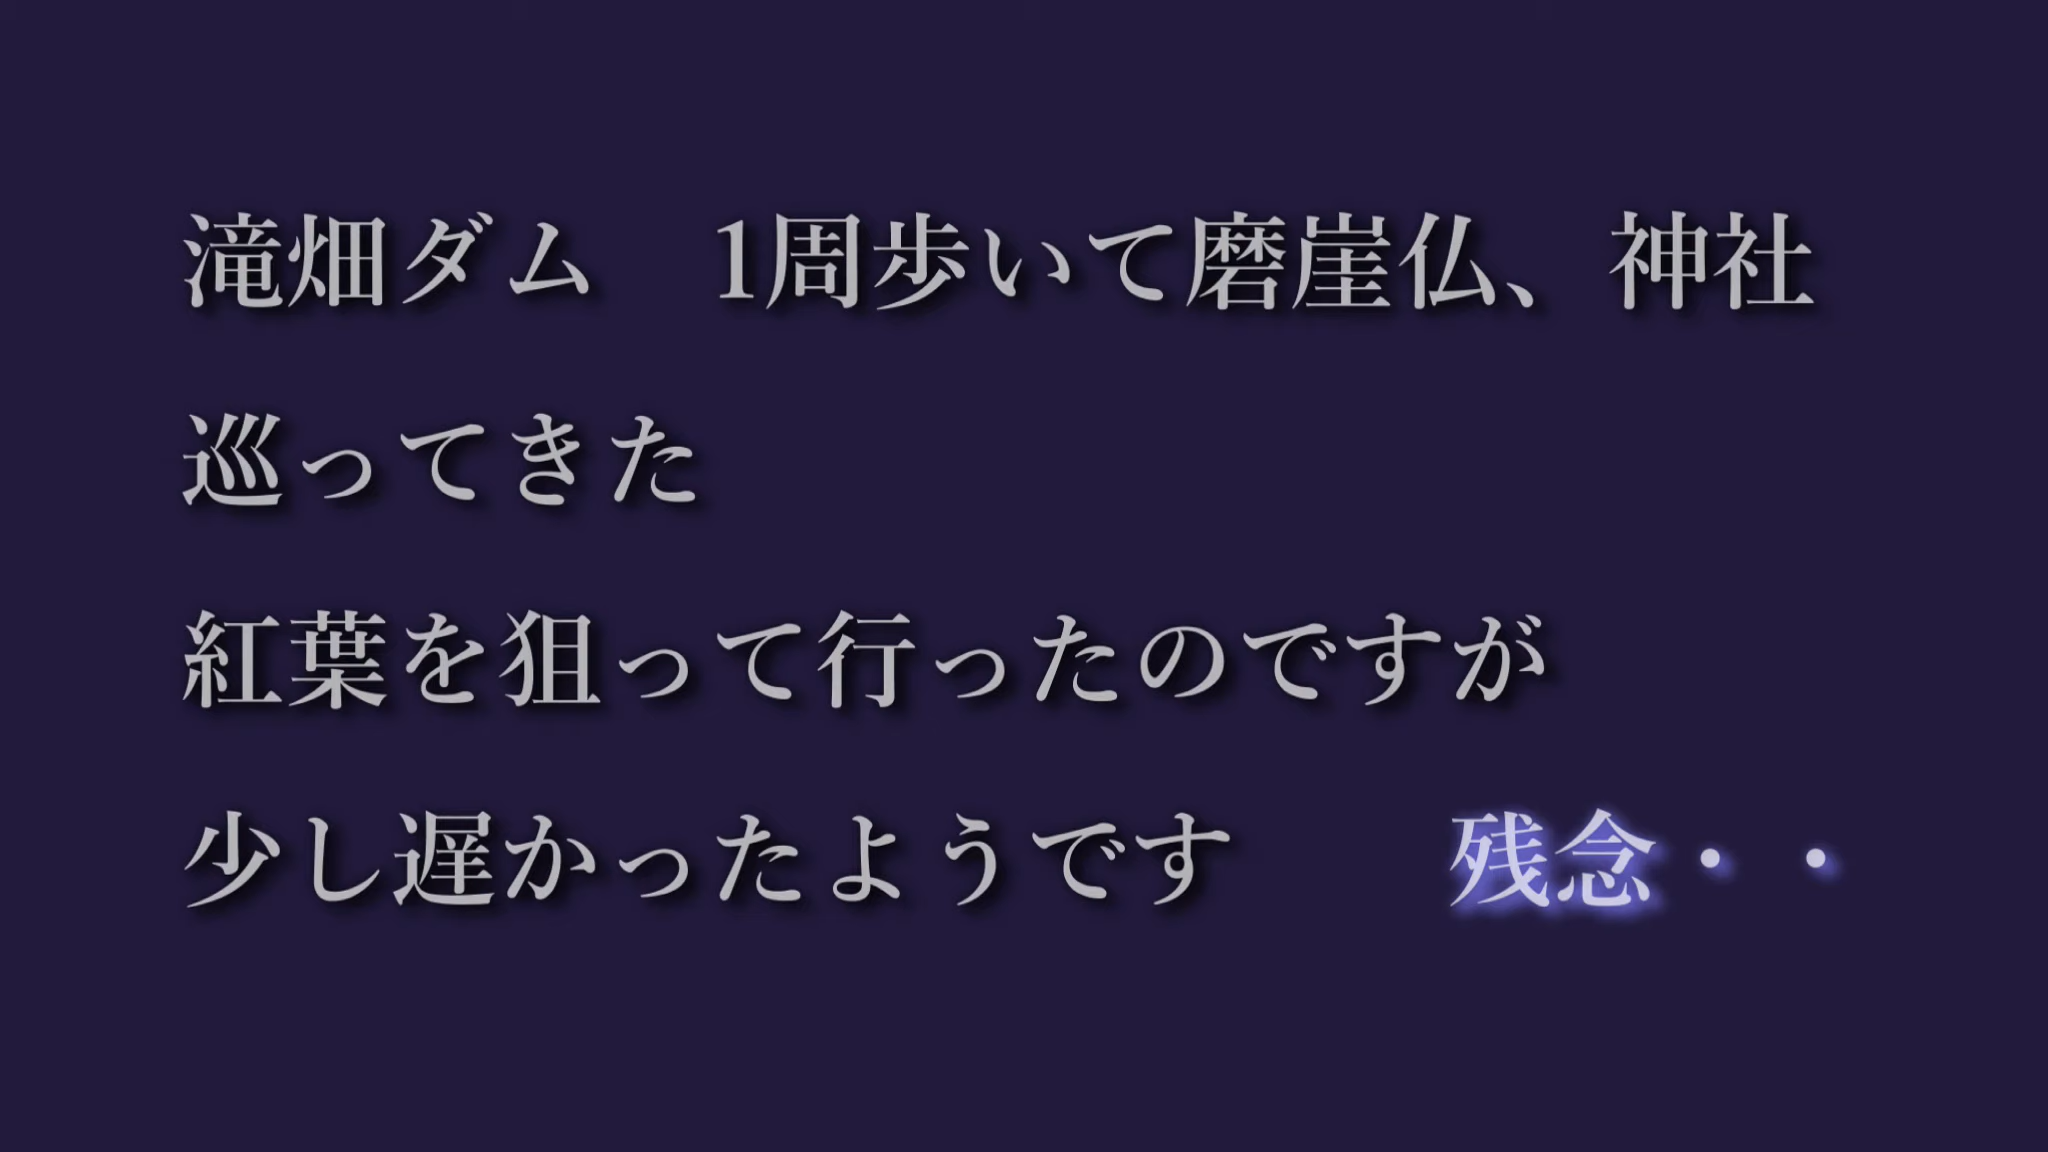 滝畑ダム　1周歩いて磨崖仏、神社
巡ってきた
紅葉を狙って行ったのですが
少し遅かったようです　　残念・・